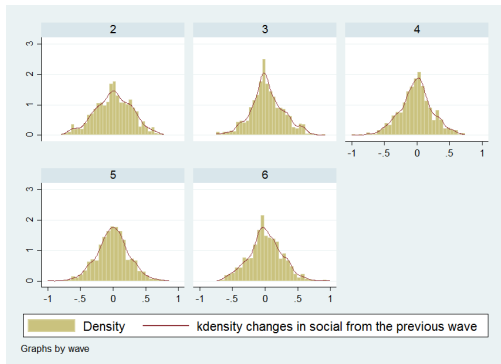 2
3
4
0 1 2 3
-1 -.5 0 .5 1
5
6
0 1 2 3
-1 -.5 0 .5 1
-1 -.5 0 .5 1
Density
kdensity changes in social from the previous wave
Graphs by wave